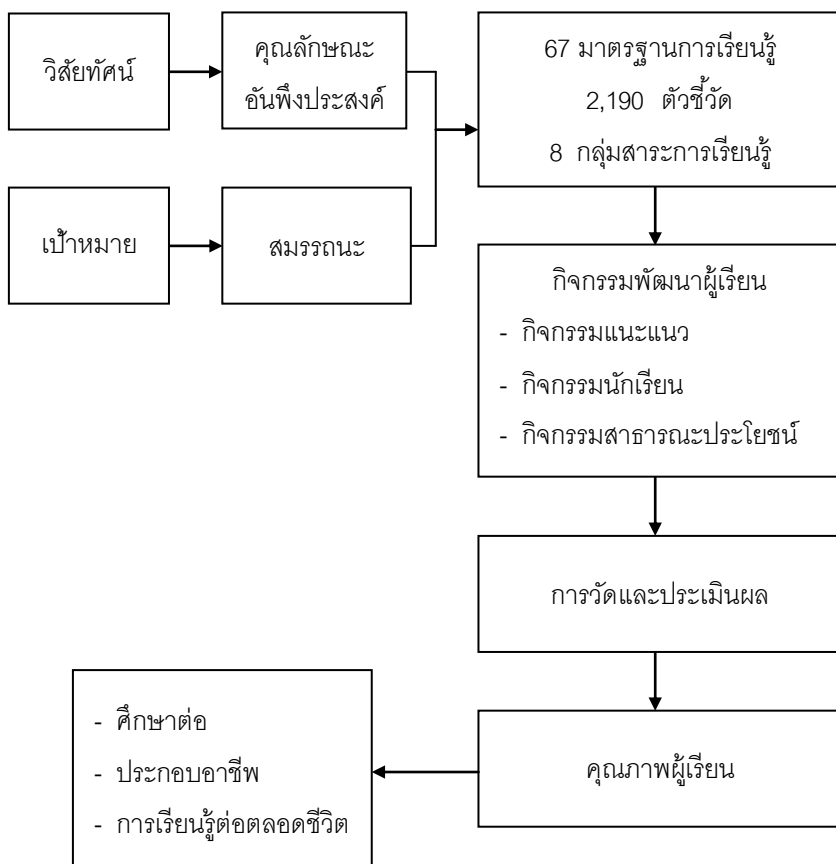 วิสัยทัศน์
คุณลักษณะ
อันพึงประสงค์
67 มาตรฐานการเรียนรู้
2,190 ตัวชี้วัด
8 กลุ่มสาระการเรียนรู้
เป้าหมาย
สมรรถนะ
กิจกรรมพัฒนาผู้เรียน
- กิจกรรมแนะแนว
- กิจกรรมนักเรียน
- กิจกรรมสาธารณะประโยชน์
การวัดและประเมินผล
คุณภาพผู้เรียน
- ศึกษาต่อ
- ประกอบอาชีพ
- การเรียนรู้ต่อตลอดชีวิต